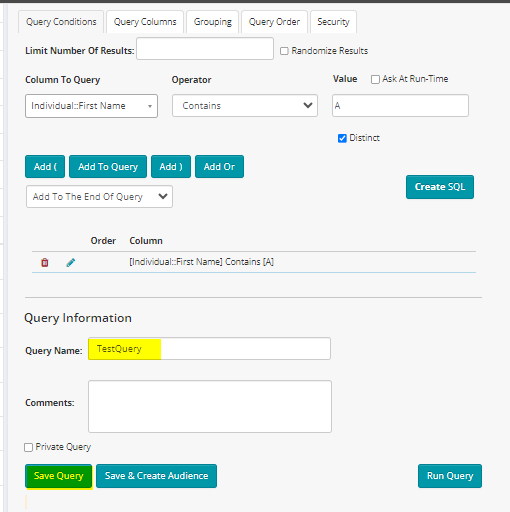 Query Conditions Query Columns Grouping Query Order Security
Limit Number Of Results: Randomize Results
Column To Query Operator Value Ask At Run-Time
Individual::First Name Contains A
Distinct
Add ( Add To Query Add ) Add Or
Create SQL
Add To The End Of Query
Order Column
[Individual::First Name] Contains [A]
Query Information
Query Name: TestQuery
Comments:
Private Query
Save Query Save & Create Audience Run Query